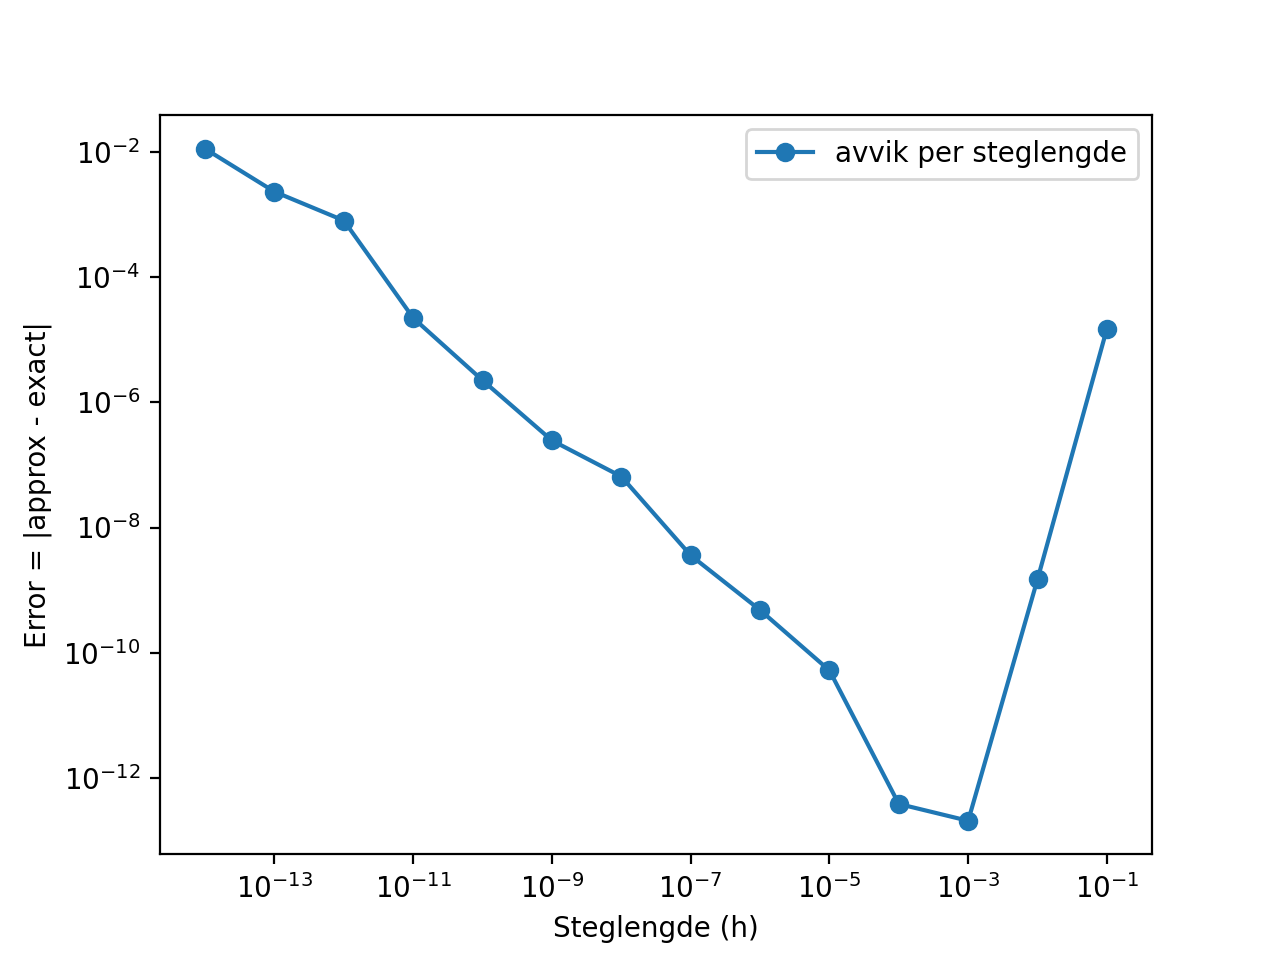 avvik per steglengde
Error = |approx - exact|
10⁻²
10⁻⁴
10⁻⁶
10⁻⁸
10⁻¹⁰
10⁻¹²
10⁻¹³ 10⁻¹¹ 10⁻⁹ 10⁻⁷ 10⁻⁵ 10⁻³ 10⁻¹
Steglengde (h)